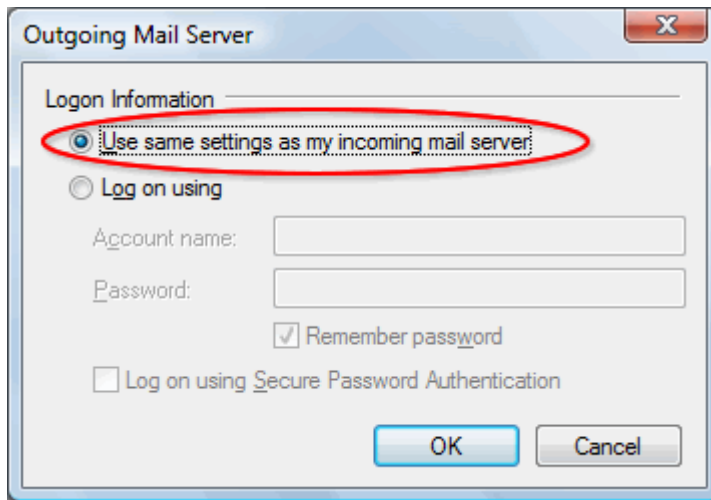 Outgoing Mail Server
Logon Information
Use same settings as my incoming mail server
Log on using
Account name:
Password:
Remember password
Log on using Secure Password Authentication
OK Cancel